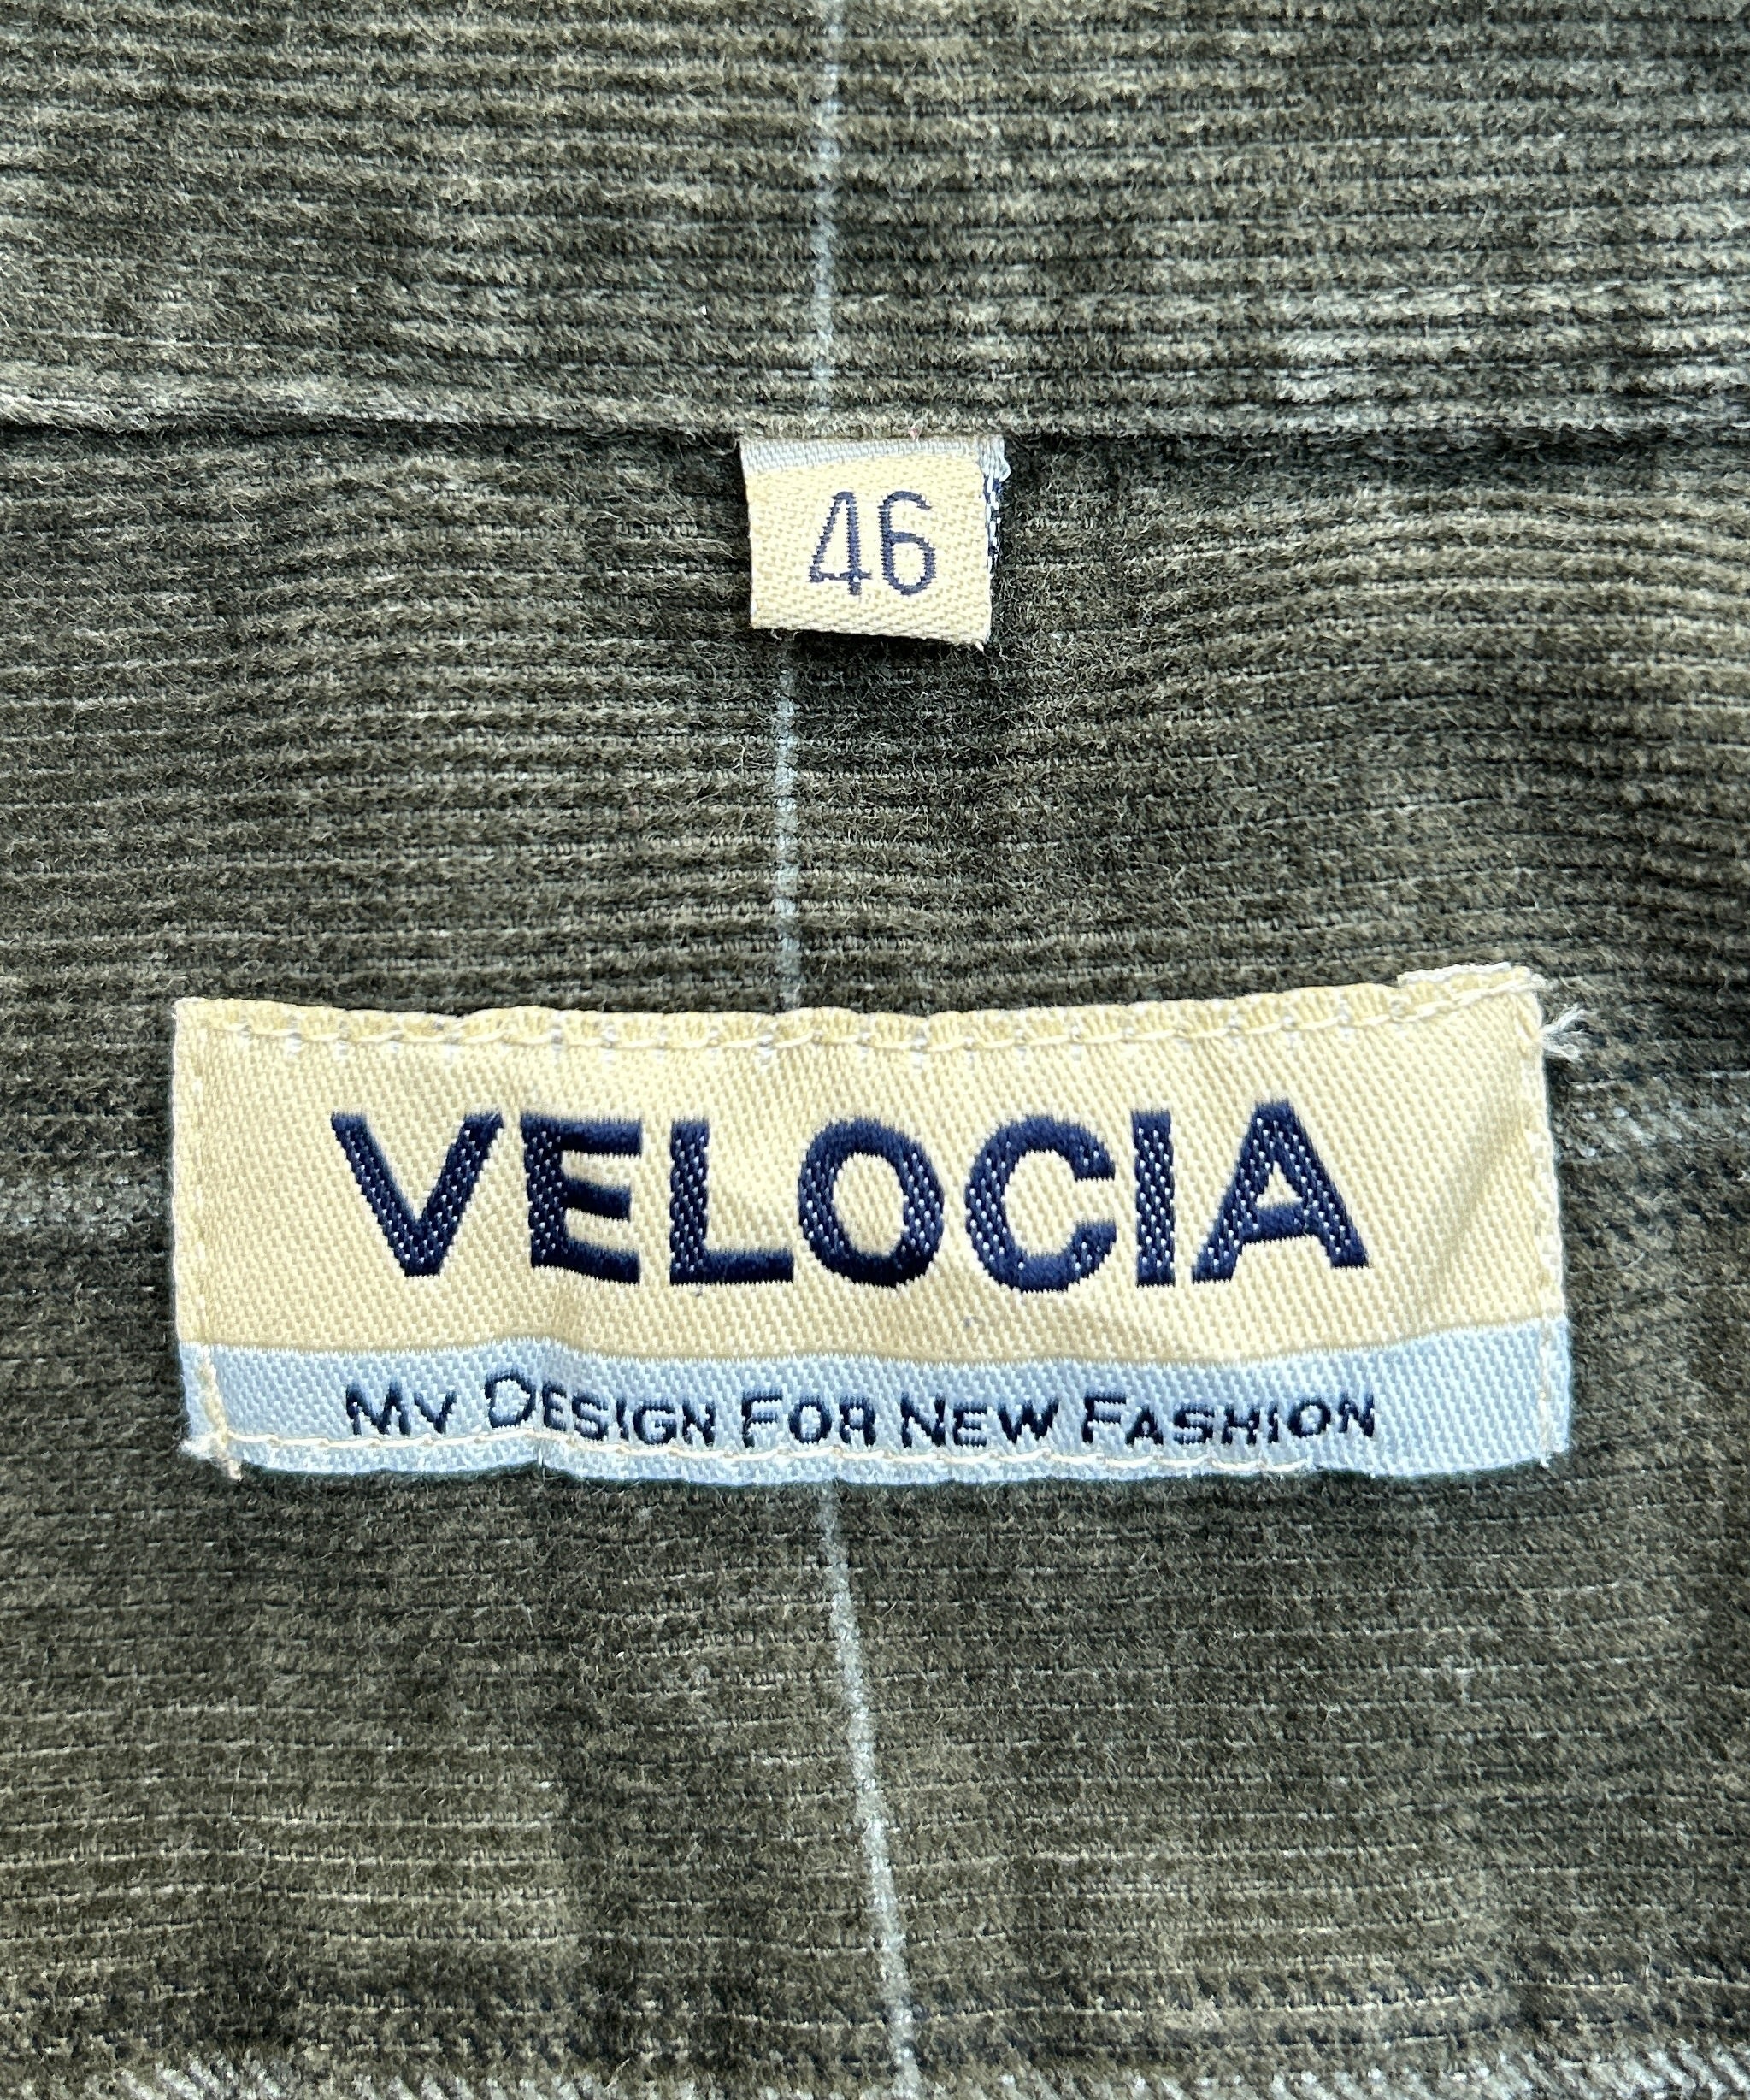 46
VELOCIA
MY DESIGN FOR NEW FASHION